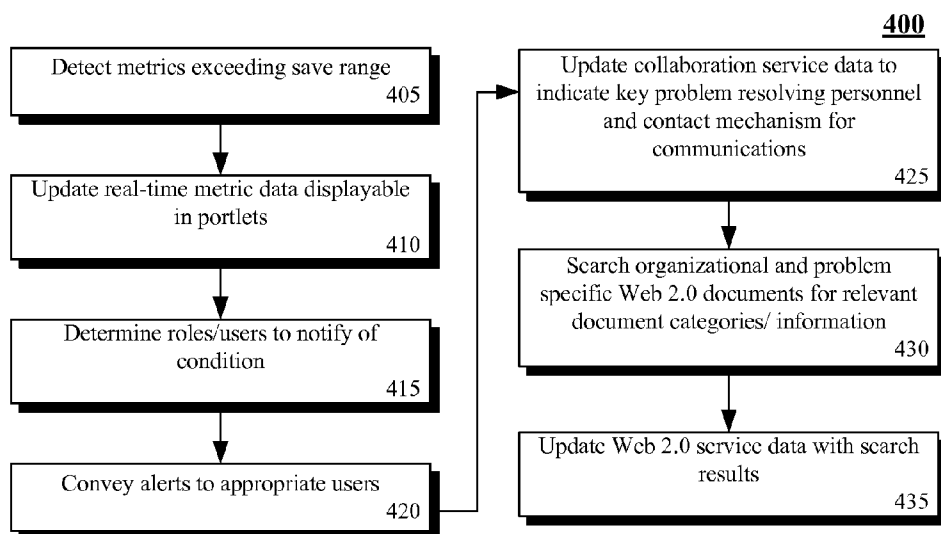 400
Detect metrics exceeding save range
405
Update real-time metric data displayable
in portlets
410
Determine roles/users to notify of
condition
415
Convey alerts to appropriate users
420
Update collaboration service data to
indicate key problem resolving personnel
and contact mechanism for
communications
425
Search organizational and problem
specific Web 2.0 documents for relevant
document categories/ information
430
Update Web 2.0 service data with search
results
435